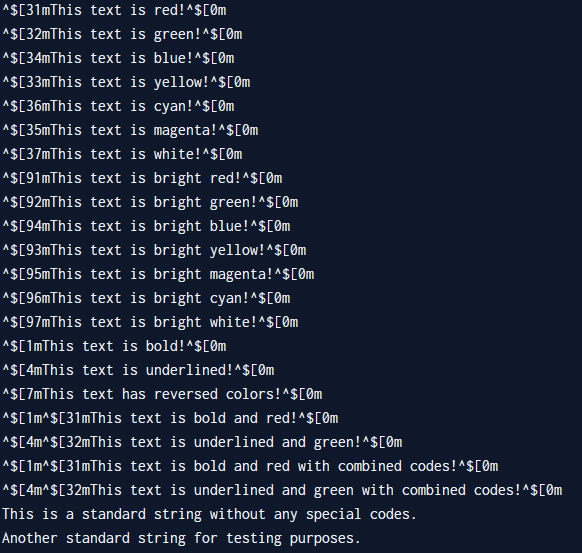 ^$[31mThis text is red!^$[0m
^$[32mThis text is green!^$[0m
^$[34mThis text is blue!^$[0m
^$[33mThis text is yellow!^$[0m
^$[36mThis text is cyan!^$[0m
^$[35mThis text is magenta!^$[0m
^$[37mThis text is white!^$[0m
^$[91mThis text is bright red!^$[0m
^$[92mThis text is bright green!^$[0m
^$[94mThis text is bright blue!^$[0m
^$[93mThis text is bright yellow!^$[0m
^$[95mThis text is bright magenta!^$[0m
^$[96mThis text is bright cyan!^$[0m
^$[97mThis text is bright white!^$[0m
^$[1mThis text is bold!^$[0m
^$[4mThis text is underlined!^$[0m
^$[7mThis text has reversed colors!^$[0m
^$[1m^$[31mThis text is bold and red!^$[0m
^$[4m^$[32mThis text is underlined and green!^$[0m
^$[1m^$[31mThis text is bold and red with combined codes!^$[0m
^$[4m^$[32mThis text is underlined and green with combined codes!^$[0m
This is a standard string without any special codes.
Another standard string for testing purposes.